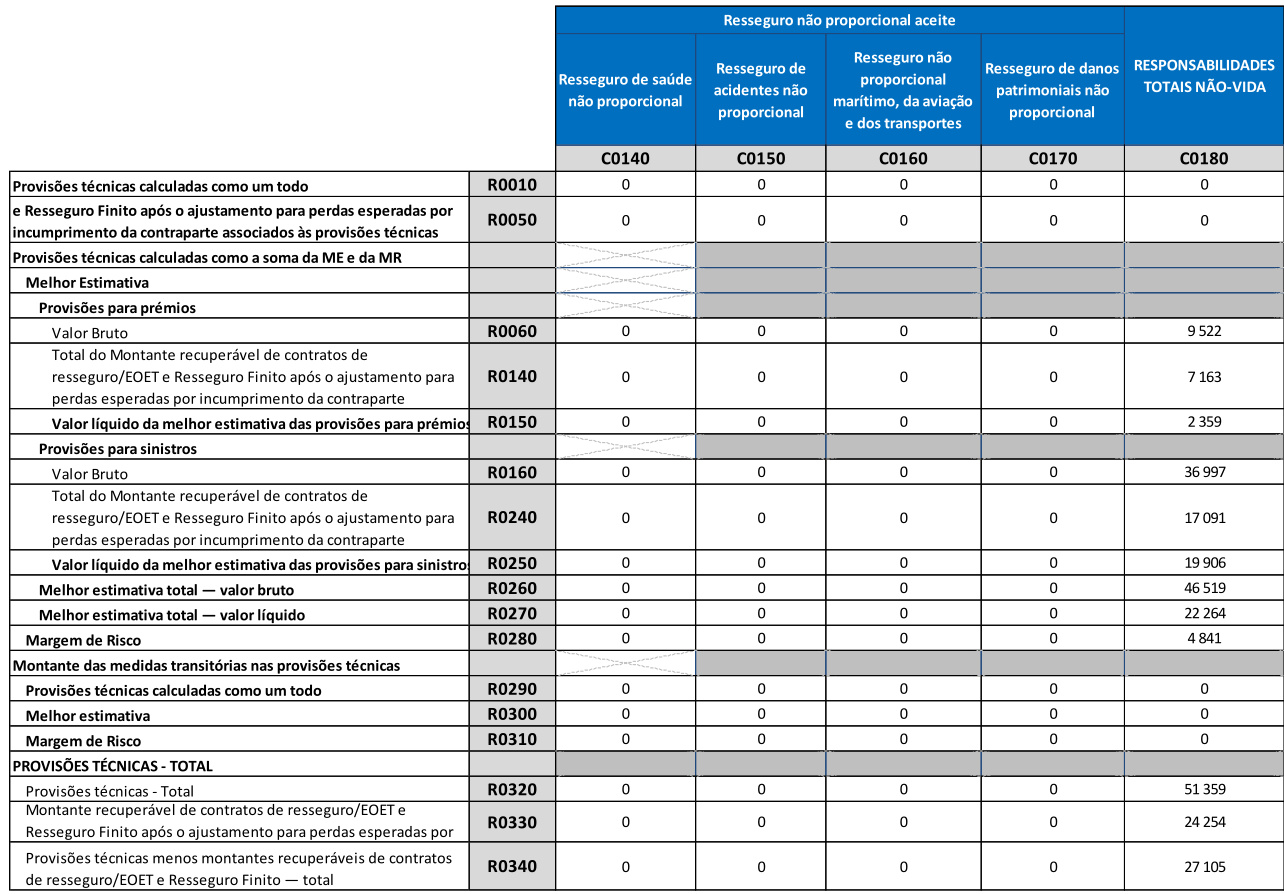 Resseguro não proporcional aceite
Resseguro de saúde
não proporcional
Resseguro de
acidentes não
proporcional
Resseguro não
proporcional
marítimo, da aviação
e dos transportes
Resseguro de danos
patrimoniais não
proporcional
RESPONSABILIDADES
TOTAIS NÃO-VIDA
C0140 C0150 C0160 C0170 C0180
Provisões técnicas calculadas como um todo R0010 0 0 0 0 0
e Resseguro Finito após o ajustamento para perdas esperadas por
incumprimento da contraparte associados às provisões técnicas R0050 0 0 0 0 0
Provisões técnicas calculadas como a soma da ME e da MR
Melhor Estimativa
Provisões para prémios
Valor Bruto R0060 0 0 0 0 9 522
Total do Montante recuperável de contratos de
resseguro/EOET e Resseguro Finito após o ajustamento para
perdas esperadas por incumprimento da contraparte R0140 0 0 0 0 7 163
Valor líquido da melhor estimativa das provisões para prémios R0150 0 0 0 0 2 359
Provisões para sinistros
Valor Bruto R0160 0 0 0 0 36 997
Total do Montante recuperável de contratos de
resseguro/EOET e Resseguro Finito após o ajustamento para
perdas esperadas por incumprimento da contraparte R0240 0 0 0 0 17 091
Valor líquido da melhor estimativa das provisões para sinistros R0250 0 0 0 0 19 906
Melhor estimativa total — valor bruto R0260 0 0 0 0 46 519
Melhor estimativa total — valor líquido R0270 0 0 0 0 22 264
Margem de Risco R0280 0 0 0 0 4 841
Montante das medidas transitórias nas provisões técnicas
Provisões técnicas calculadas como um todo R0290 0 0 0 0 0
Melhor estimativa R0300 0 0 0 0 0
Margem de Risco R0310 0 0 0 0 0
PROVISÕES TÉCNICAS - TOTAL
Provisões técnicas - Total R0320 0 0 0 0 51 359
Montante recuperável de contratos de resseguro/EOET e
Resseguro Finito após o ajustamento para perdas esperadas por R0330 0 0 0 0 24 254
Provisões técnicas menos montantes recuperáveis de contratos
de resseguro/EOET e Resseguro Finito — total R0340 0 0 0 0 27 105